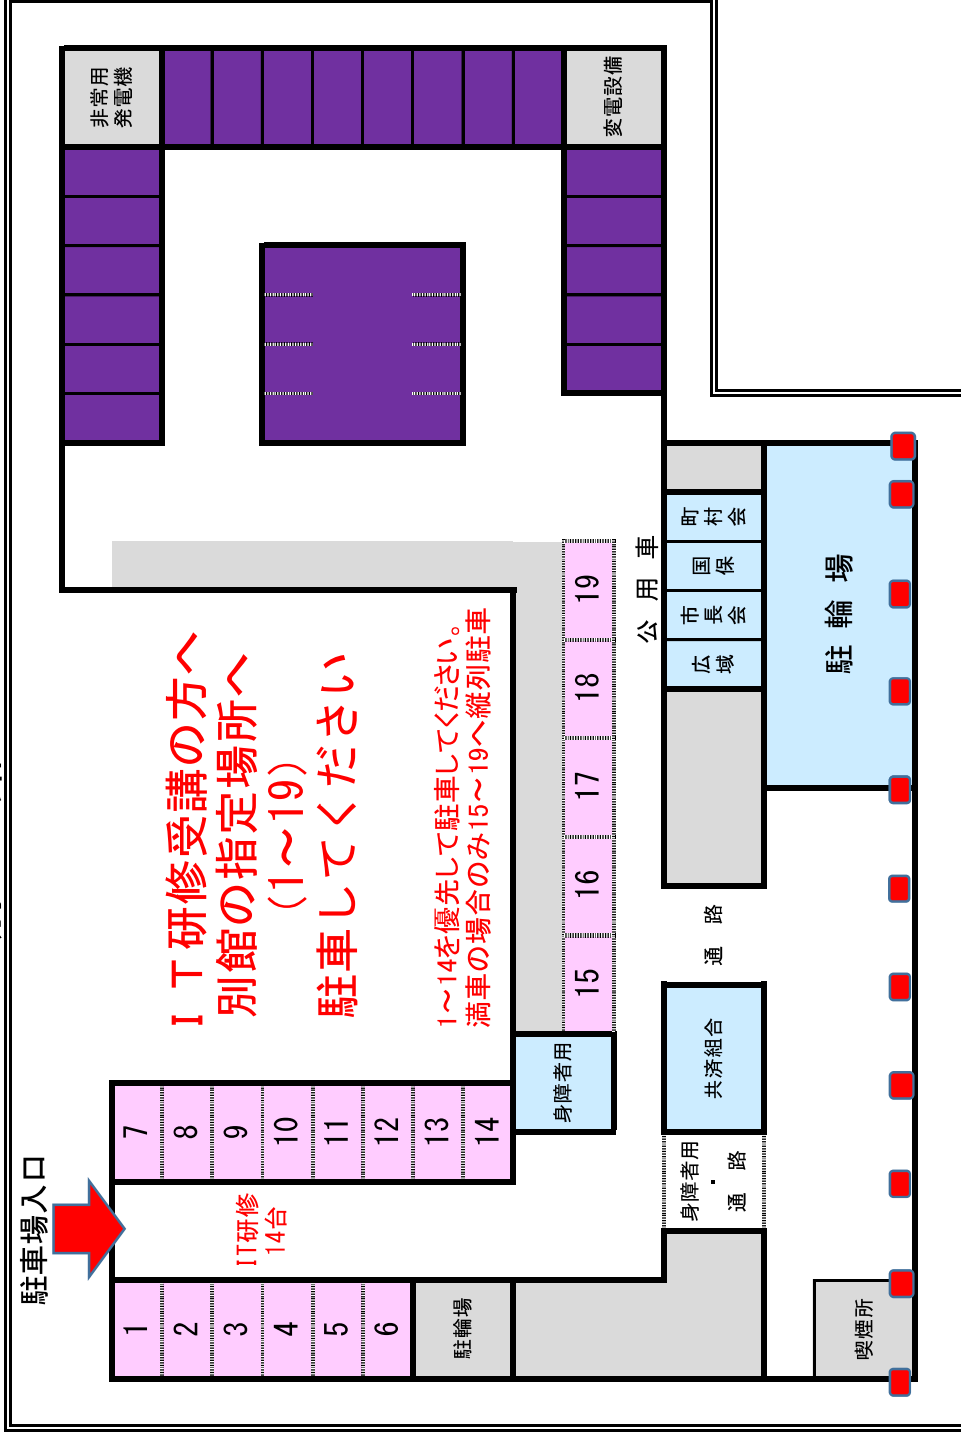 駐車場入口
1
2
3
4
5
6
駐輪場
喫煙所
IT研修
14台
7
8
9
10
11
12
13
14
身障者用
身障者用
・
通 路
共済組合
通 路
ＩＴ研修受講の方へ
別館の指定場所へ
（1～19）
駐車してください
1～14を優先して駐車してください。
満車の場合のみ15～19へ縦列駐車
15
16
17
18
19
公 用 車
広域
市長会
国保
町村会
駐 輪 場
非常用
発電機
変電設備